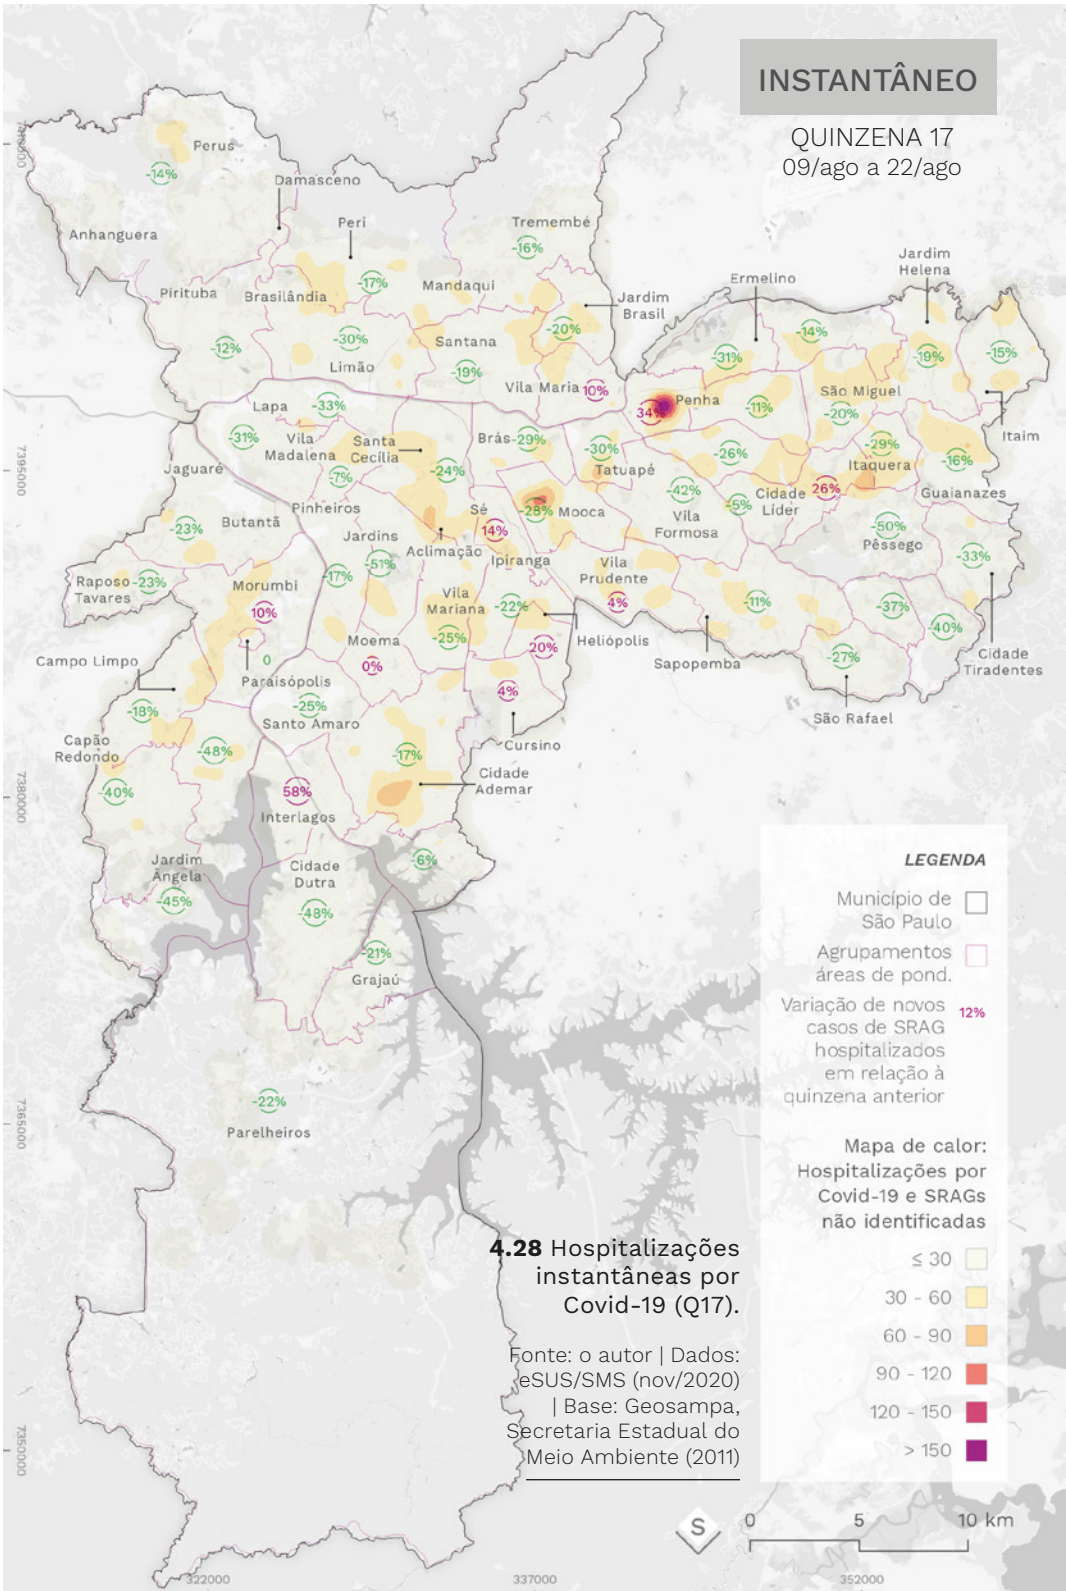 INSTANTÂNEO
QUINZENA 17
09/ago a 22/ago
7410000
Perus
-14%
Damasceno
Anhanguera
Peri
Tremembé
-16%
Jardim
Helena
Ermelino
Pirituba
Brasilândia
-17%
Mandaqui
Jardim
Brasil
-12%
-30%
Limão
Santana
-20%
-14%
-31%
-19%
-15%
-19%
Vila Maria
10%
São Miguel
Lapa
-33%
34%
Penha
-11%
-20%
Itaim
-31%
Vila
Madalena
Santa
Cecília
Brás
-29%
-30%
-26%
-29%
Itaquera
-16%
7395000
Jaguaré
-7%
-24%
Tatuapé
Guaianazes
-42%
-5%
Cidade
Líder
26%
Pinheiros
Sé
-28%
Mooca
Vila
Formosa
-50%
Pêssego
-23%
Butantã
Jardins
Aclimação
14%
Ipiranga
-51%
-33%
Raposo
Tavares
-23%
Morumbi
-17%
Vila
Mariana
Vila
Prudente
10%
-22%
4%
-11%
-37%
Moema
-25%
Heliópolis
-40%
Campo Limpo
0
Paraisópolis
0%
20%
Sapopemba
-27%
Cidade
Tiradentes
-18%
-25%
Santo Amaro
4%
São Rafael
Capão
Redondo
-48%
-17%
Cursino
-40%
58%
Interlagos
Cidade
Ademar
7380000
Jardim
Ângela
Cidade
Dutra
-6%
-45%
-48%
-21%
Grajaú
-22%
Parelheiros
7365000
LEGENDA
Município de
São Paulo
Agrupamentos
áreas de pond.
Variação de novos 12%
casos de SRAG
hospitalizados
em relação à
quinzena anterior
Mapa de calor:
Hospitalizações por
Covid-19 e SRAGs
não identificadas
≤ 30
30 - 60
60 - 90
90 - 120
120 - 150
> 150
4.28 Hospitalizações
instantâneas por
Covid-19 (Q17).
Fonte: o autor | Dados:
eSUS/SMS (nov/2020)
| Base: Geosampa,
Secretaria Estadual do
Meio Ambiente (2011)
7350000
S
0 5 10 km
322000
337000
352000